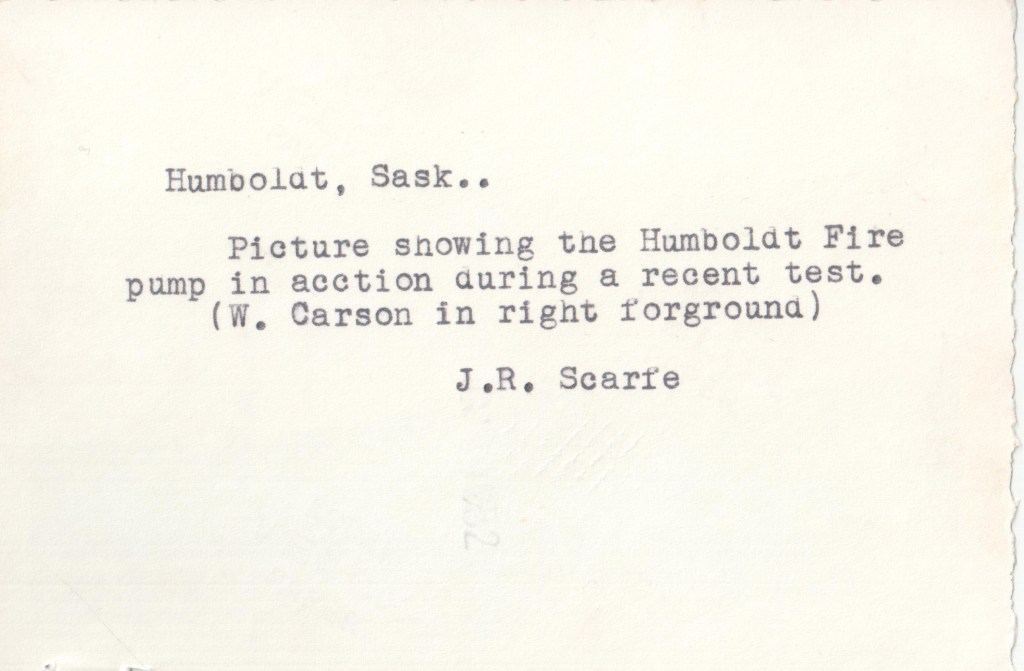 Humboldt, Sask..
Picture showing the Humboldt Fire
pump in acction during a recent test.
(W. Carson in right forground)
J.R. Scarfe